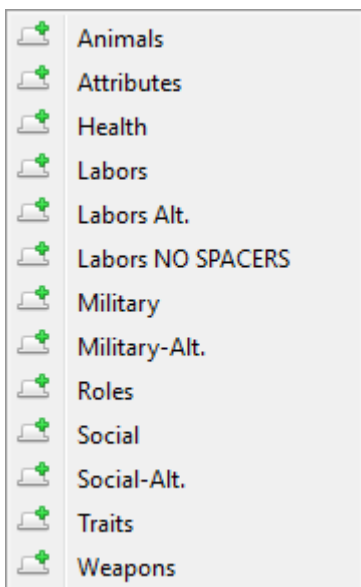 Animals
Attributes
Health
Labors
Labors Alt.
Labors NO SPACERS
Military
Military-Alt.
Roles
Social
Social-Alt.
Traits
Weapons